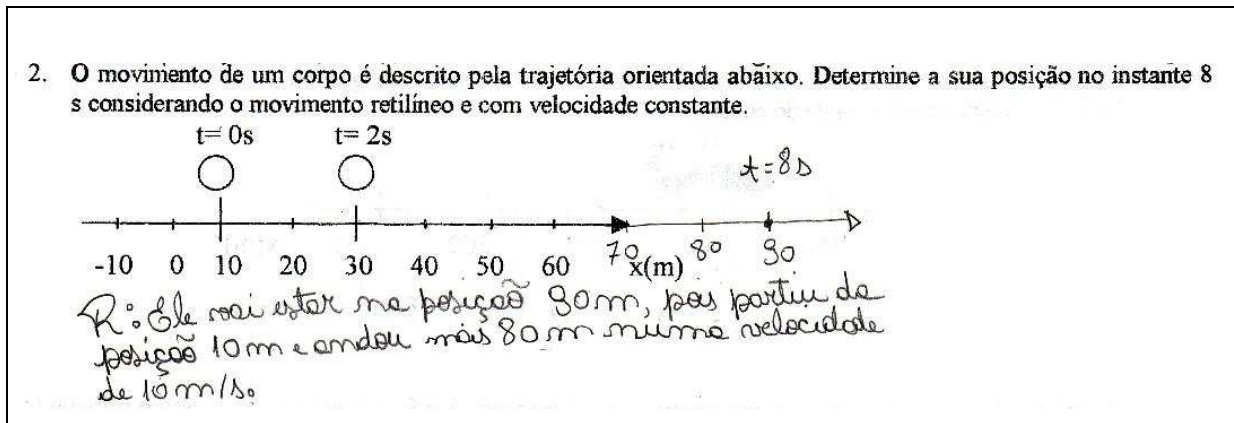 2. O movimento de um corpo é descrito pela trajetória orientada abaixo. Determine a sua posição no instante 8
s considerando o movimento retilíneo e com velocidade constante.
t= 0s t= 2s
t=8s
-10 0 10 20 30 40 50 60 70 x(m) 80 90
R: Ele vai estar na posição 90m, pois partiu da
posição 10m e andou mais 80m numa velocidade
de 10m/s.